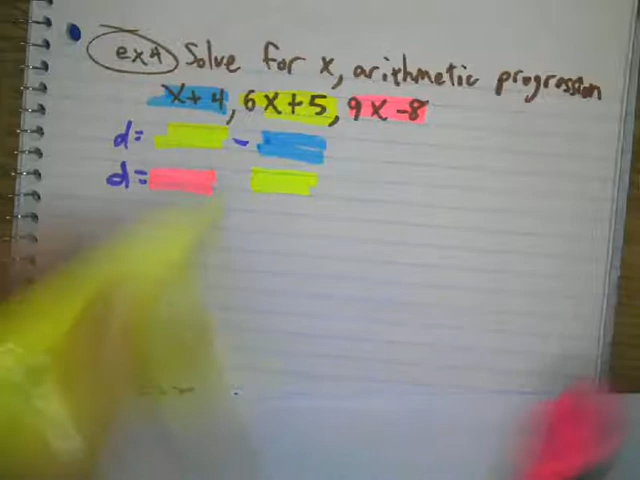 ex4 Solve for x, arithmetic progression
x+4, 6x+5, 9x-8
d= -
d=